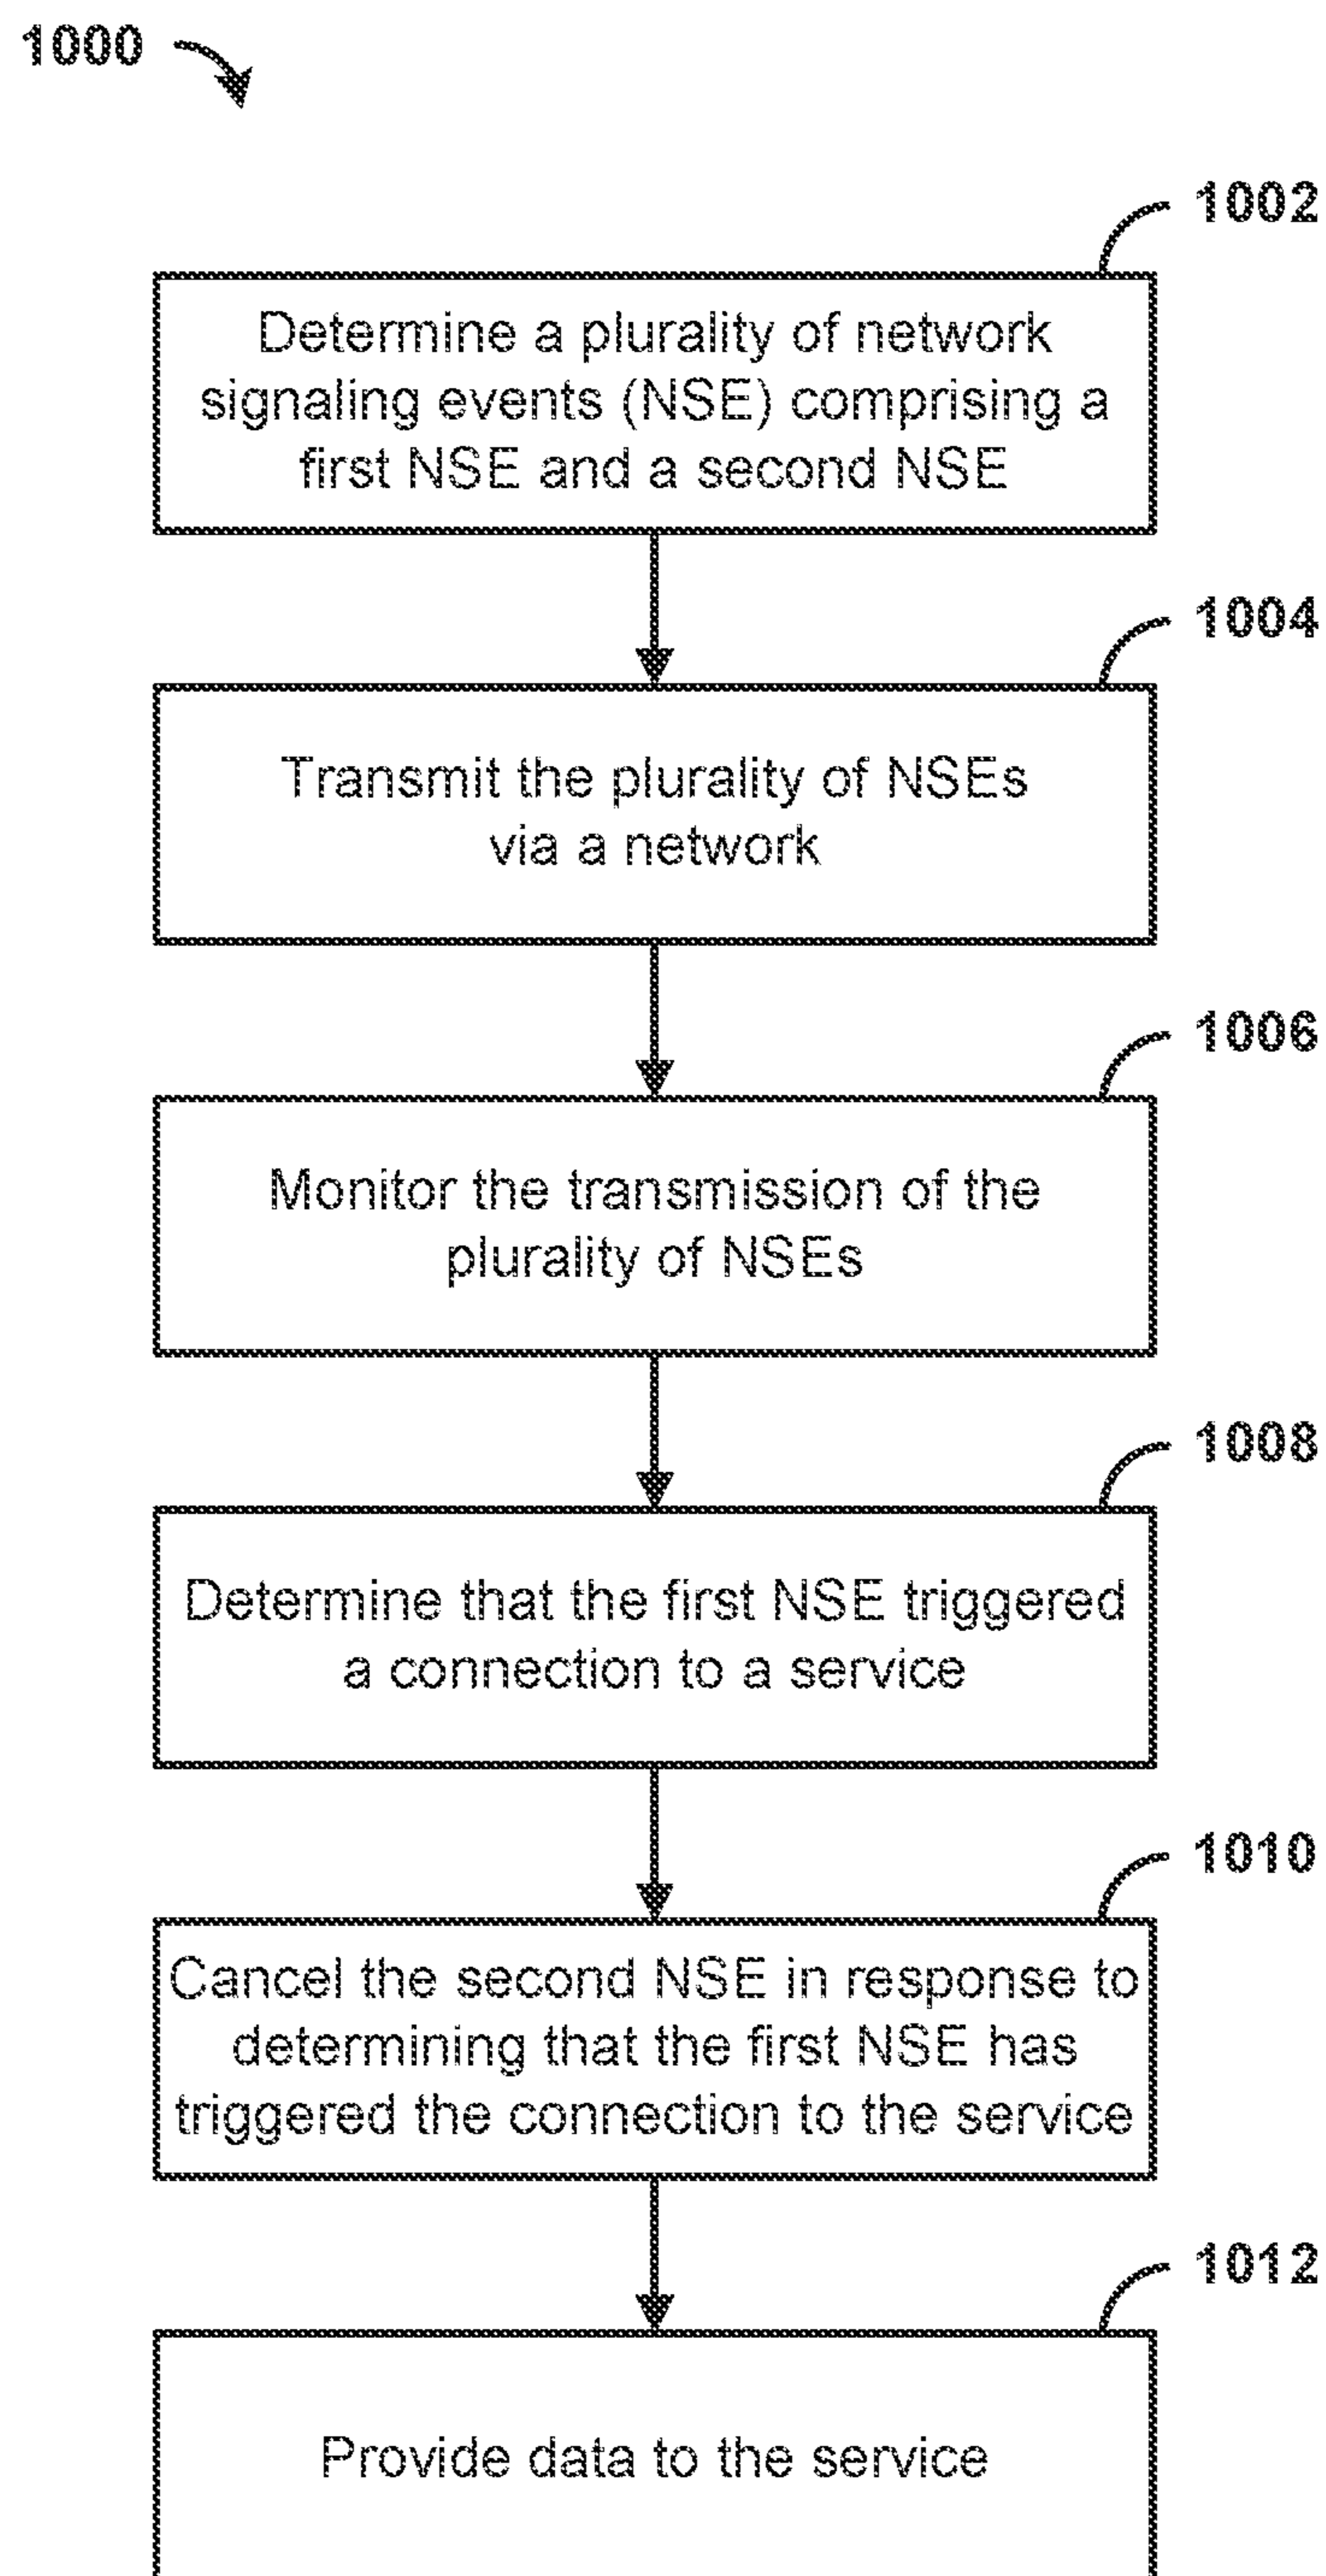 1000
1002
Determine a plurality of network
signaling events (NSE) comprising a
first NSE and a second NSE
1004
Transmit the plurality of NSEs
via a network
1006
Monitor the transmission of the
plurality of NSEs
1008
Determine that the first NSE triggered
a connection to a service
1010
Cancel the second NSE in response to
determining that the first NSE has
triggered the connection to the service
1012
Provide data to the service